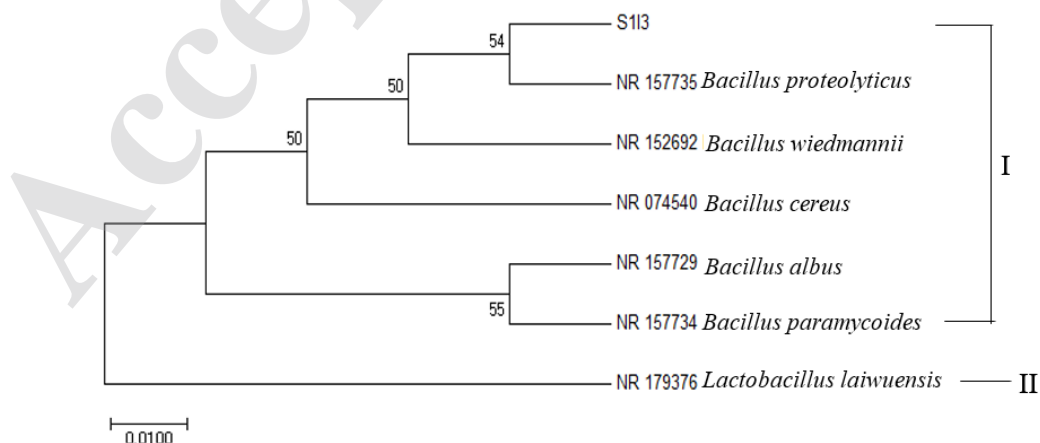 Acce
S1I3
54
NR 157735 Bacillus proteolyticus
50
NR 152692 Bacillus wiedmannii
50
I
NR 074540 Bacillus cereus
NR 157729 Bacillus albus
55
NR 157734 Bacillus paramycoides
NR 179376 Lactobacillus laiwuensis
II
0.0100